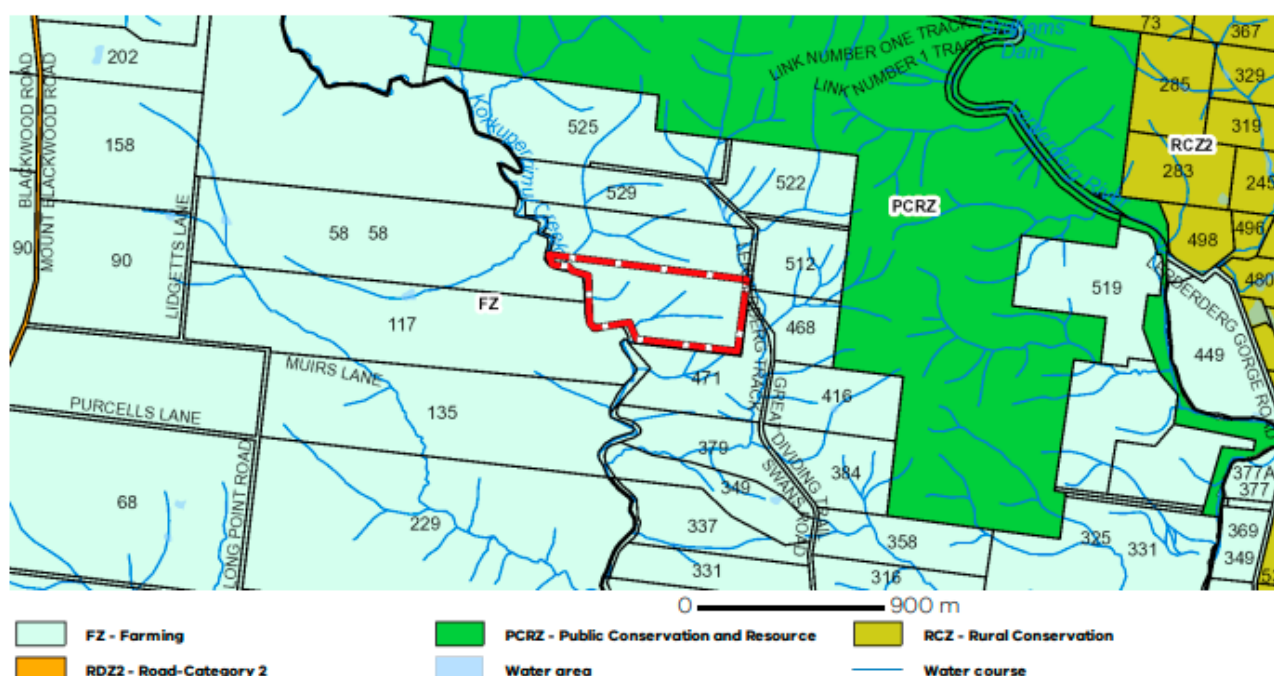 73
367
202
BLACKWOOD ROAD
MOUNT BLACKWOOD ROAD
LINK NUMBER ONE TRACK
LINK NUMBER 1 TRACK
Dam
285
329
158
525
319
RCZ2
283
245
522
529
PCRZ
58 58
498
496
90
90
LIDGETTS LANE
512
519
480
LERDERDERG GORGE ROAD
FZ
117
468
449
MUIRS LANE
471
416
PURCELLS LANE
135
379
GREAT DIVIDING TRAIL
384
349
SWANS ROAD
377A
377
68
LONG POINT ROAD
229
337
358
325
331
369
349
331
316
0 900 m
FZ - Farming
PCRZ - Public Conservation and Resource
RCZ - Rural Conservation
RDZ2 - Road-Category 2
Water area
Water course